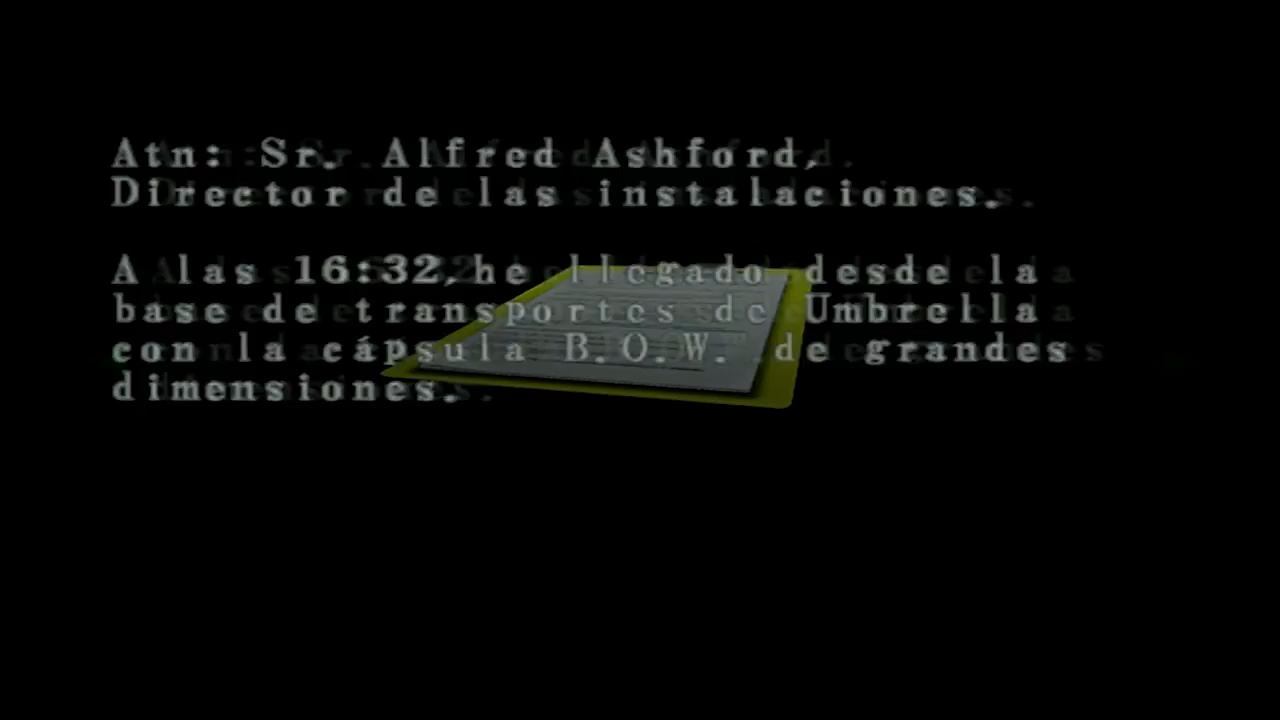 Atn: Sr. Alfred Ashford,
Director de las instalaciones.
A las 16:32,he llegado desde la
base de transportes de Umbrella
con la cápsula B.O.W. de grandes
dimensiones.